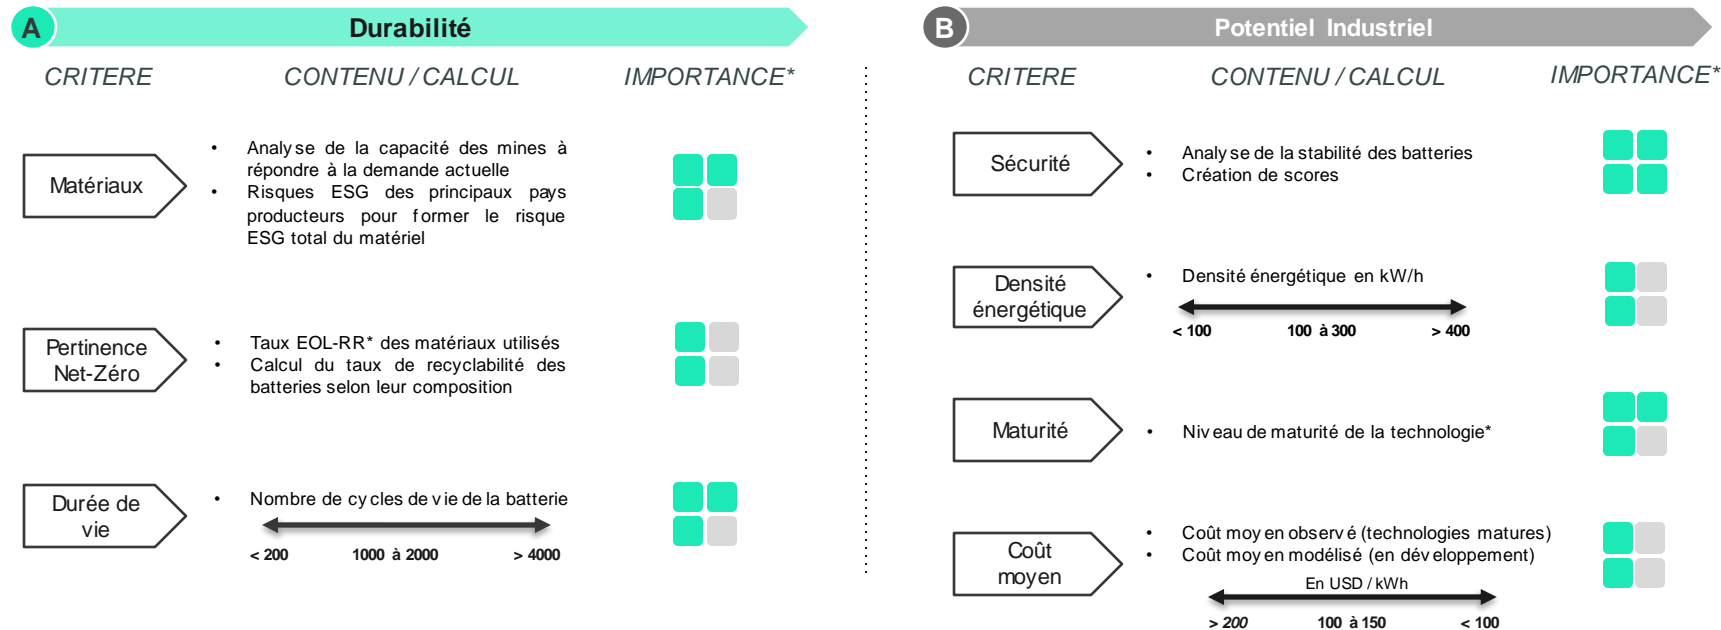 A
Durabilité
CRITERE
CONTENU / CALCUL
IMPORTANCE*
Matériaux
• Analyse de la capacité des mines à
répondre à la demande actuelle
• Risques ESG des principaux pays
producteurs pour former le risque
ESG total du matériel
Pertinence
Net-Zéro
• Taux EOL-RR* des matériaux utilisés
• Calcul du taux de recyclabilité des
batteries selon leur composition
Durée de
vie
• Nombre de cycles de vie de la batterie
< 200 1000 à 2000 > 4000
B
Potentiel Industriel
CRITERE
CONTENU / CALCUL
IMPORTANCE*
Sécurité
• Analyse de la stabilité des batteries
• Création de scores
Densité
énergétique
• Densité énergétique en kW/h
< 100 100 à 300 > 400
Maturité
• Niveau de maturité de la technologie*
Coût
moyen
• Coût moyen observé (technologies matures)
• Coût moyen modélisé (en développement)
En USD / kWh
> 200 100 à 150 < 100